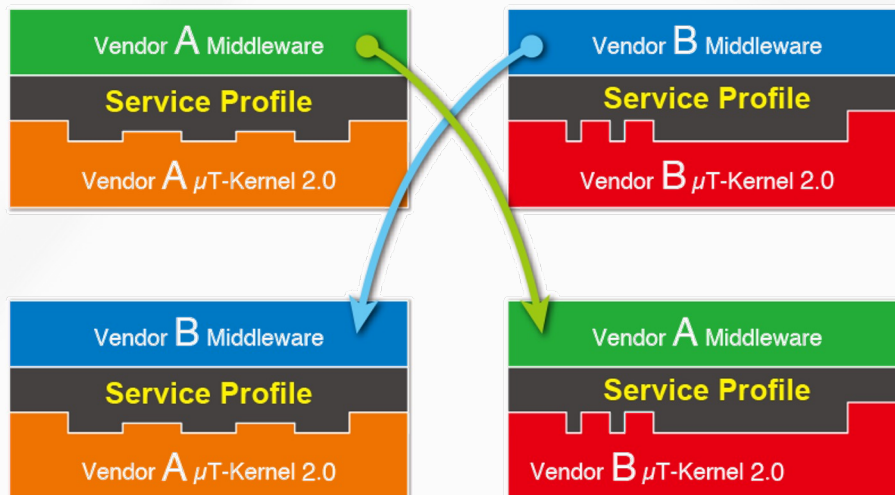 Vendor A Middleware
Service Profile
Vendor A μT-Kernel 2.0
Vendor B Middleware
Service Profile
Vendor B μT-Kernel 2.0
Vendor B Middleware
Service Profile
Vendor A μT-Kernel 2.0
Vendor A Middleware
Service Profile
Vendor B μT-Kernel 2.0